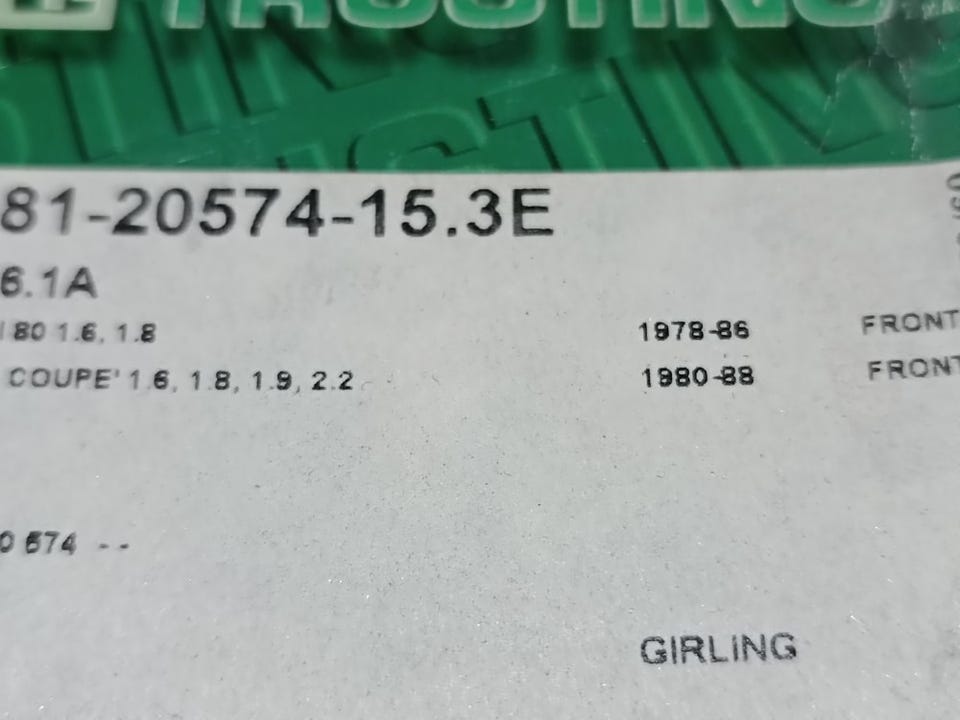 81-20574-15.3E
6.1A
80 1.6, 1.8 1978-86 FRONT
COUPE' 1.6, 1.8, 1.9, 2.2 1980-88 FRONT
0 574 --
GIRLING